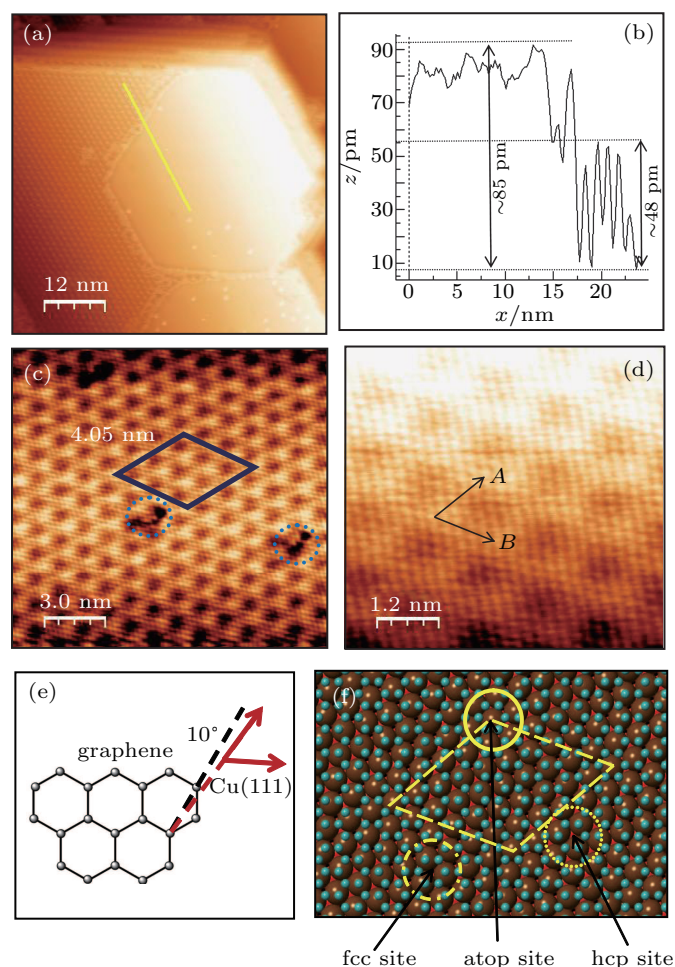 (a)
12 nm
(b)
z/pm
90
70
50
30
10
~85 pm
~48 pm
0
5
10
15
20
x/nm
(c)
4.05 nm
3.0 nm
(d)
A
B
1.2 nm
(e)
10°
graphene
Cu(111)
(f)
fcc site
atop site
hcp site